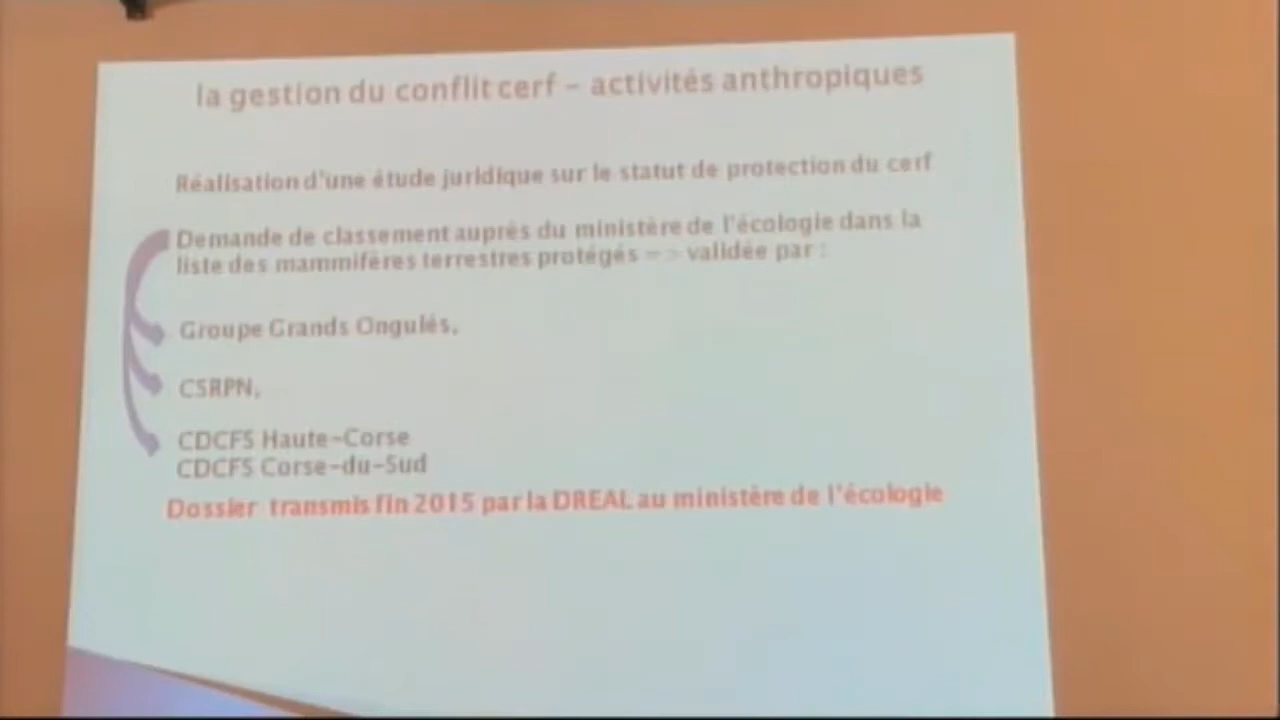 la gestion du conflit cerf – activités anthropiques
Réalisation d'une étude juridique sur le statut de protection du cerf
Demande de classement auprès du ministère de l'écologie dans la
liste des mammifères terrestres protégés => validée par :
Groupe Grands Ongulés,
CSRPN,
CDCFS Haute-Corse
CDCFS Corse-du-Sud
Dossier transmis fin 2015 par la DREAL au ministère de l'écologie